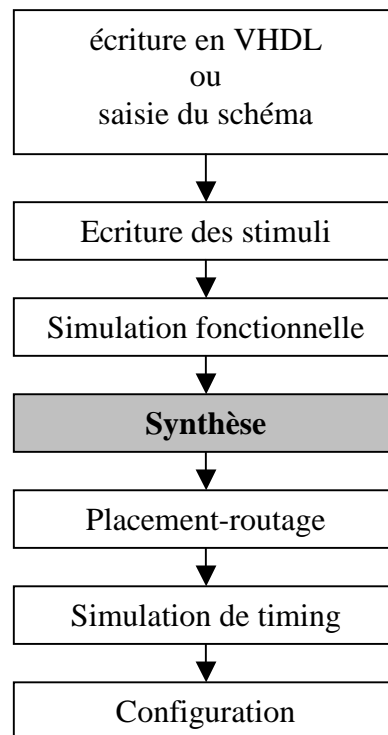 écriture en VHDL
ou
saisie du schéma
Ecriture des stimuli
Simulation fonctionnelle
Synthèse
Placement-routage
Simulation de timing
Configuration